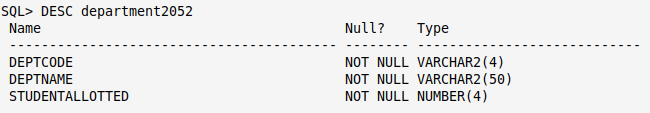 SQL> DESC department2052
Name Null? Type
----------------------------------------- -------- ----------------------------
DEPTCODE NOT NULL VARCHAR2(4)
DEPTNAME NOT NULL VARCHAR2(50)
STUDENTALLOTTED NOT NULL NUMBER(4)